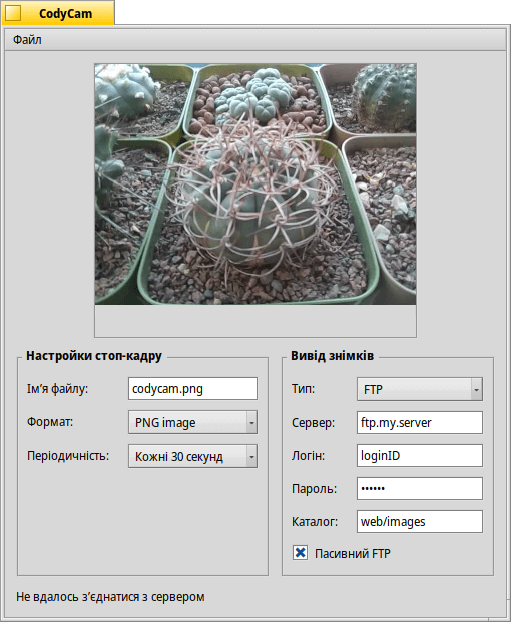 CodyCam
Файл
Настройки стоп-кадру
Ім’я файлу: codycam.png
Формат: PNG image
Періодичність: Кожні 30 секунд
Вивід знімків
Тип: FTP
Сервер: ftp.my.server
Логін: loginID
Пароль: ••••••
Каталог: web/images
Пасивний FTP
Не вдалось з’єднатися з сервером